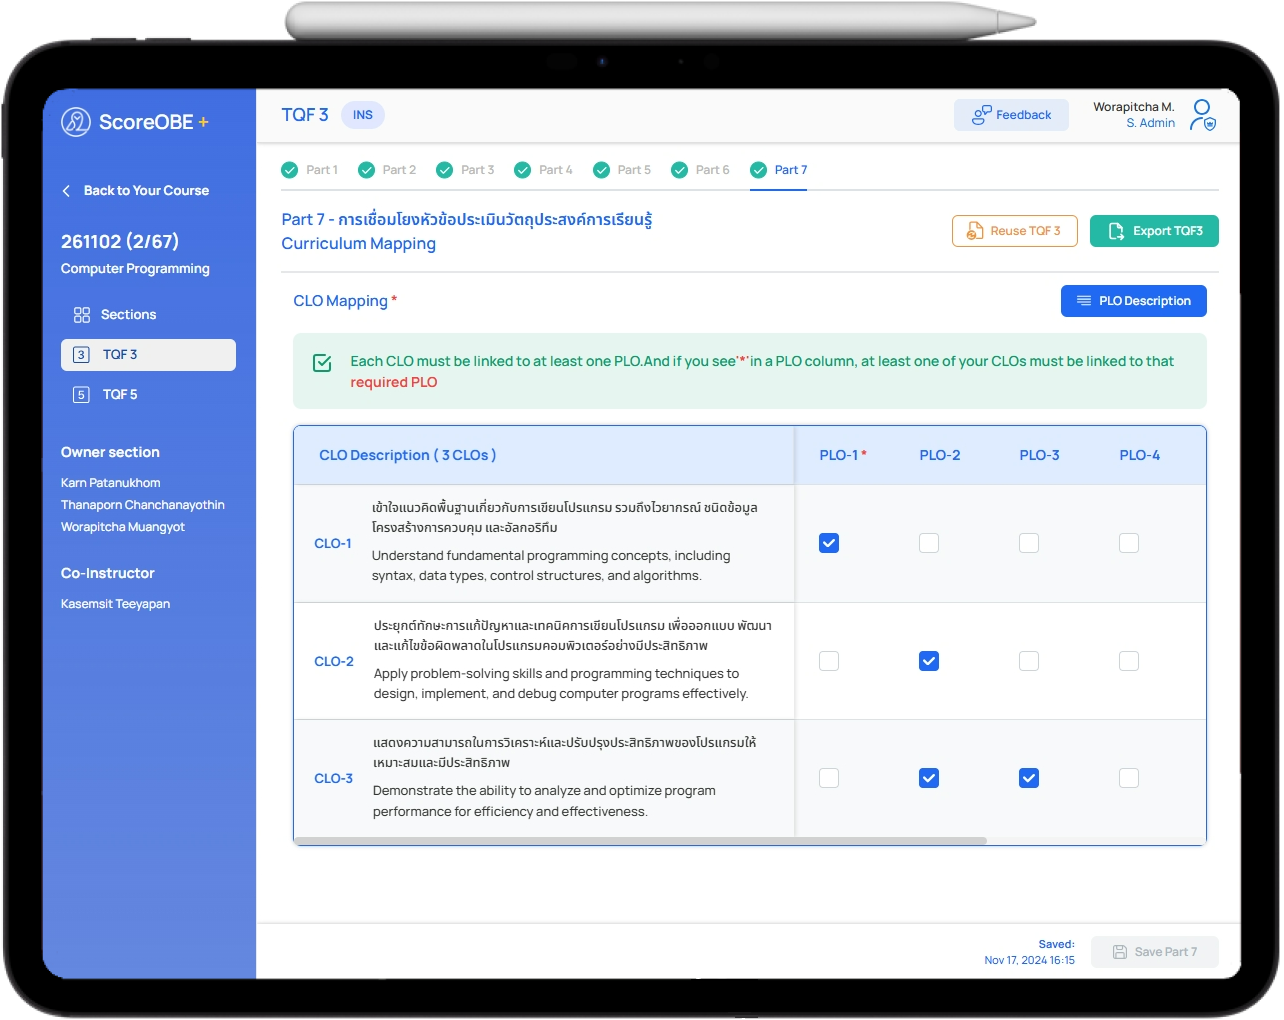 ScoreOBE +
TQF 3
INS
Feedback
Worapitcha M.
S. Admin
Back to Your Course
261102 (2/67)
Computer Programming
Sections
3 TQF 3
5 TQF 5
Owner section
Karn Patanukhom
Thanaporn Chanchanayothin
Worapitcha Muangyot
Co-Instructor
Kasemsit Teeyapan
Part 1
Part 2
Part 3
Part 4
Part 5
Part 6
Part 7
Part 7 - การเชื่อมโยงหัวข้อประเมินวัตถุประสงค์การเรียนรู้
Curriculum Mapping
Reuse TQF 3
Export TQF3
CLO Mapping *
PLO Description
Each CLO must be linked to at least one PLO.And if you see'*'in a PLO column, at least one of your CLOs must be linked to that
required PLO
CLO Description ( 3 CLOs )
PLO-1 *
PLO-2
PLO-3
PLO-4
CLO-1
เข้าใจแนวคิดพื้นฐานเกี่ยวกับการเขียนโปรแกรม รวมถึงไวยากรณ์ ชนิดข้อมูล
โครงสร้างการควบคุม และอัลกอริทึม
Understand fundamental programming concepts, including
syntax, data types, control structures, and algorithms.
CLO-2
ประยุกต์ทักษะการแก้ปัญหาและเทคนิคการเขียนโปรแกรม เพื่อออกแบบ พัฒนา
และแก้ไขข้อผิดพลาดในโปรแกรมคอมพิวเตอร์อย่างมีประสิทธิภาพ
Apply problem-solving skills and programming techniques to
design, implement, and debug computer programs effectively.
CLO-3
แสดงความสามารถในการวิเคราะห์และปรับปรุงประสิทธิภาพของโปรแกรมให้
เหมาะสมและมีประสิทธิภาพ
Demonstrate the ability to analyze and optimize program
performance for efficiency and effectiveness.
Saved:
Nov 17, 2024 16:15
Save Part 7